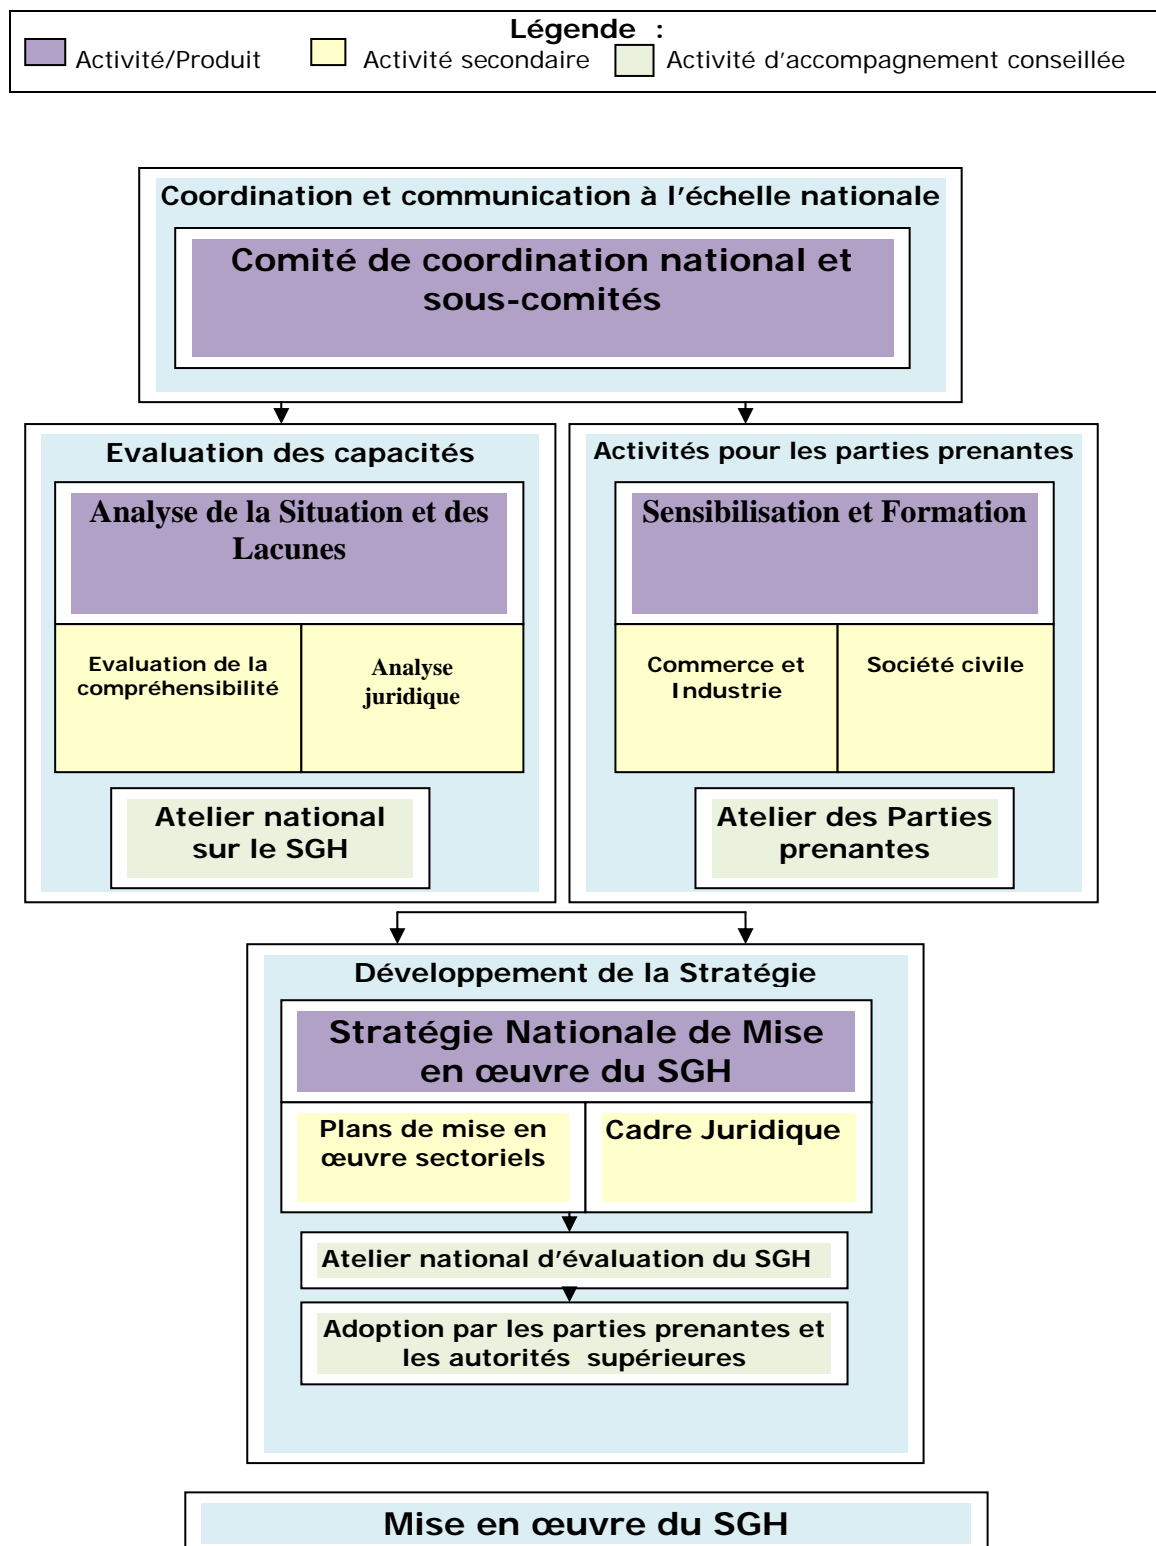 Légende :
Activité/Produit Activité secondaire Activité d'accompagnement conseillée
Coordination et communication à l'échelle nationale
Comité de coordination national et
sous-comités
Evaluation des capacités
Analyse de la Situation et des
Lacunes
Evaluation de la
compréhensibilité
Analyse
juridique
Atelier national
sur le SGH
Activités pour les parties prenantes
Sensibilisation et Formation
Commerce et
Industrie
Société civile
Atelier des Parties
prenantes
Développement de la Stratégie
Stratégie Nationale de Mise
en œuvre du SGH
Plans de mise en
œuvre sectoriels
Cadre Juridique
Atelier national d'évaluation du SGH
Adoption par les parties prenantes et
les autorités supérieures
Mise en œuvre du SGH